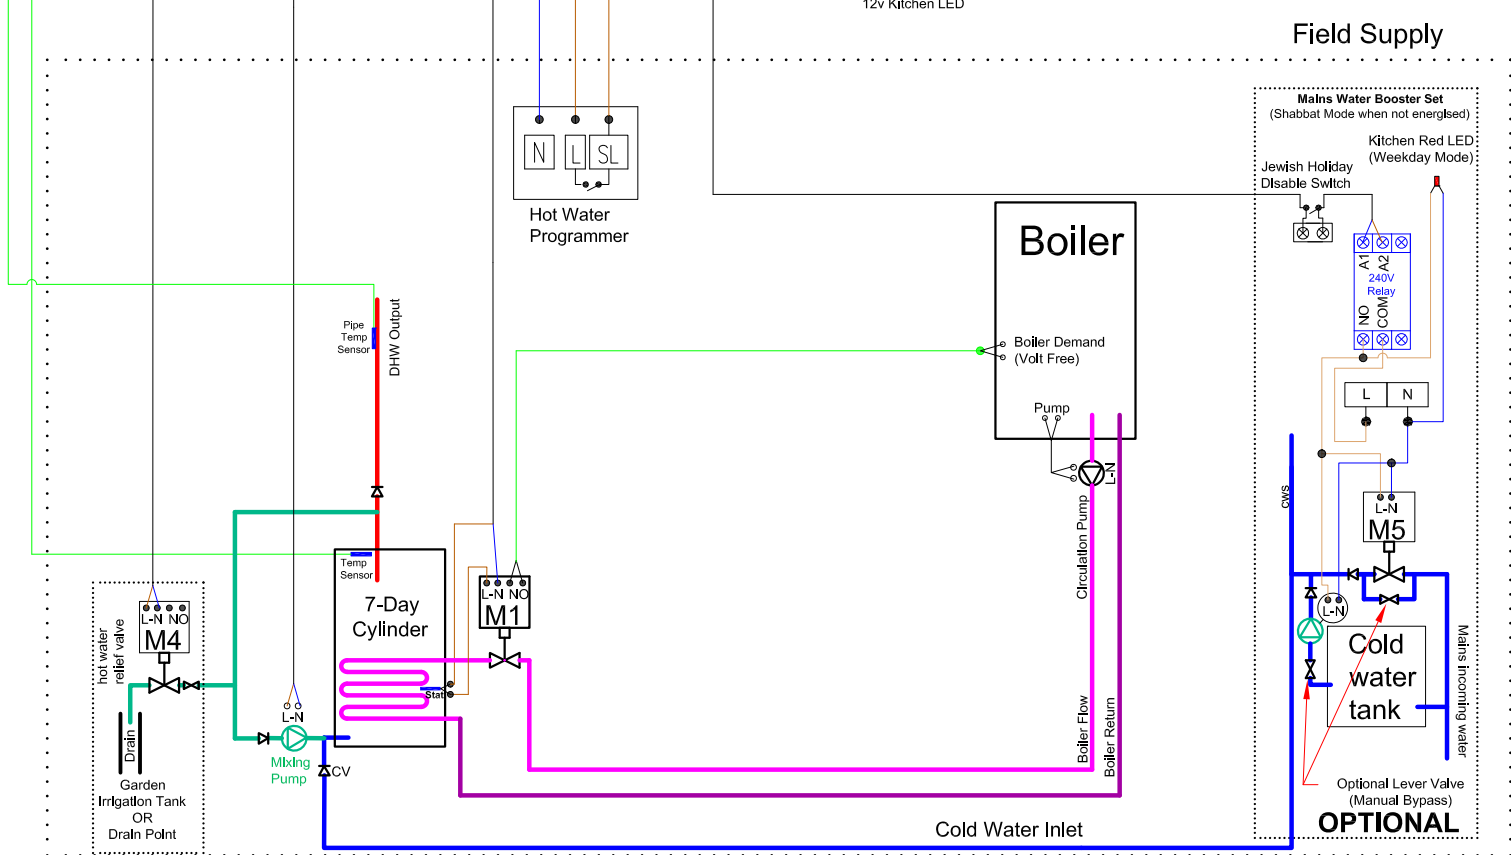 12v Kitchen LED
Field Supply
Mains Water Booster Set
(Shabbat Mode when not energised)
Kitchen Red LED
(Weekday Mode)
Jewish Holiday
Disable Switch
N
L
SL
Hot Water
Programmer
Boiler
A1
A2
240V
Relay
NO
COM
Pipe
Temp
Sensor
DHW Output
Boiler Demand
(Volt Free)
L
N
Pump
L-N
Circulation Pump
cws
L-N
M5
Temp
Sensor
7-Day
Cylinder
L-N NO
M1
L-N NO
M4
hot water
relief valve
L-N
Cold
water
tank
Mains incoming water
Stat
L-N
Mixing
Pump
CV
Drain
Boiler Flow
Boiler Return
Garden
Irrigation Tank
OR
Drain Point
Optional Lever Valve
(Manual Bypass)
OPTIONAL
Cold Water Inlet